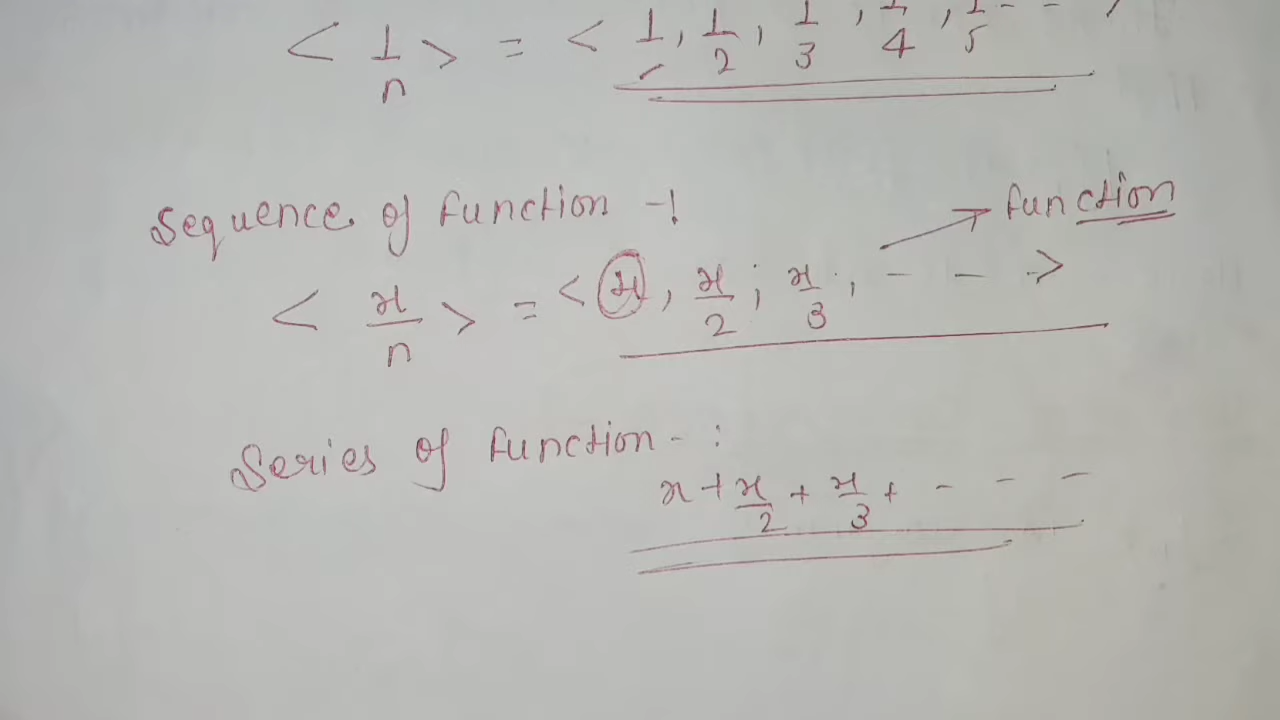 < 1/n > = < 1, 1/2, 1/3, 1/4, 1/5 - - >
Sequence of function -!
→ function
< x/n > = < x, x/2; x/3, - - - >
Series of function - :
x + x/2 + x/3 + - - -